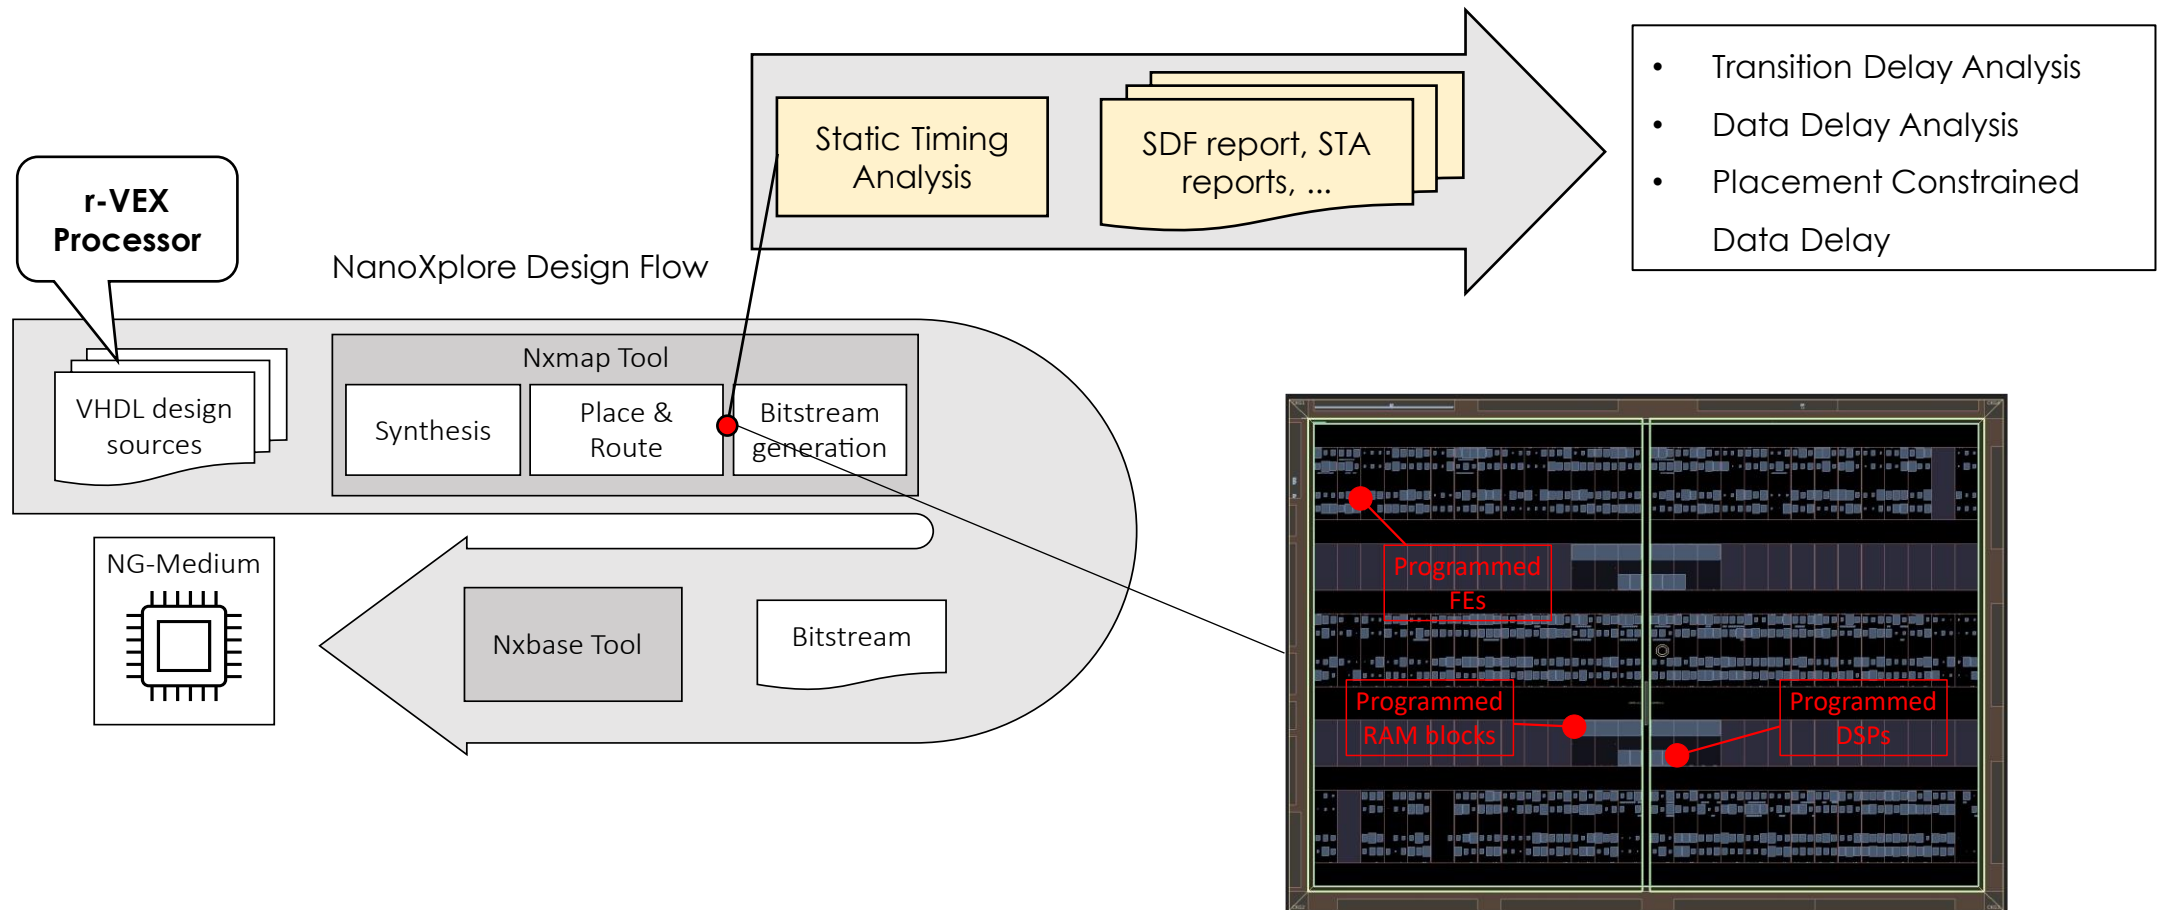 Static Timing
Analysis
SDF report, STA
reports, ...
• Transition Delay Analysis
• Data Delay Analysis
• Placement Constrained
Data Delay
r-VEX
Processor
NanoXplore Design Flow
VHDL design
sources
Nxmap Tool
Synthesis
Place &
Route
Bitstream
generation
NG-Medium
Nxbase Tool
Bitstream
Programmed
FEs
Programmed
RAM blocks
Programmed
DSPs